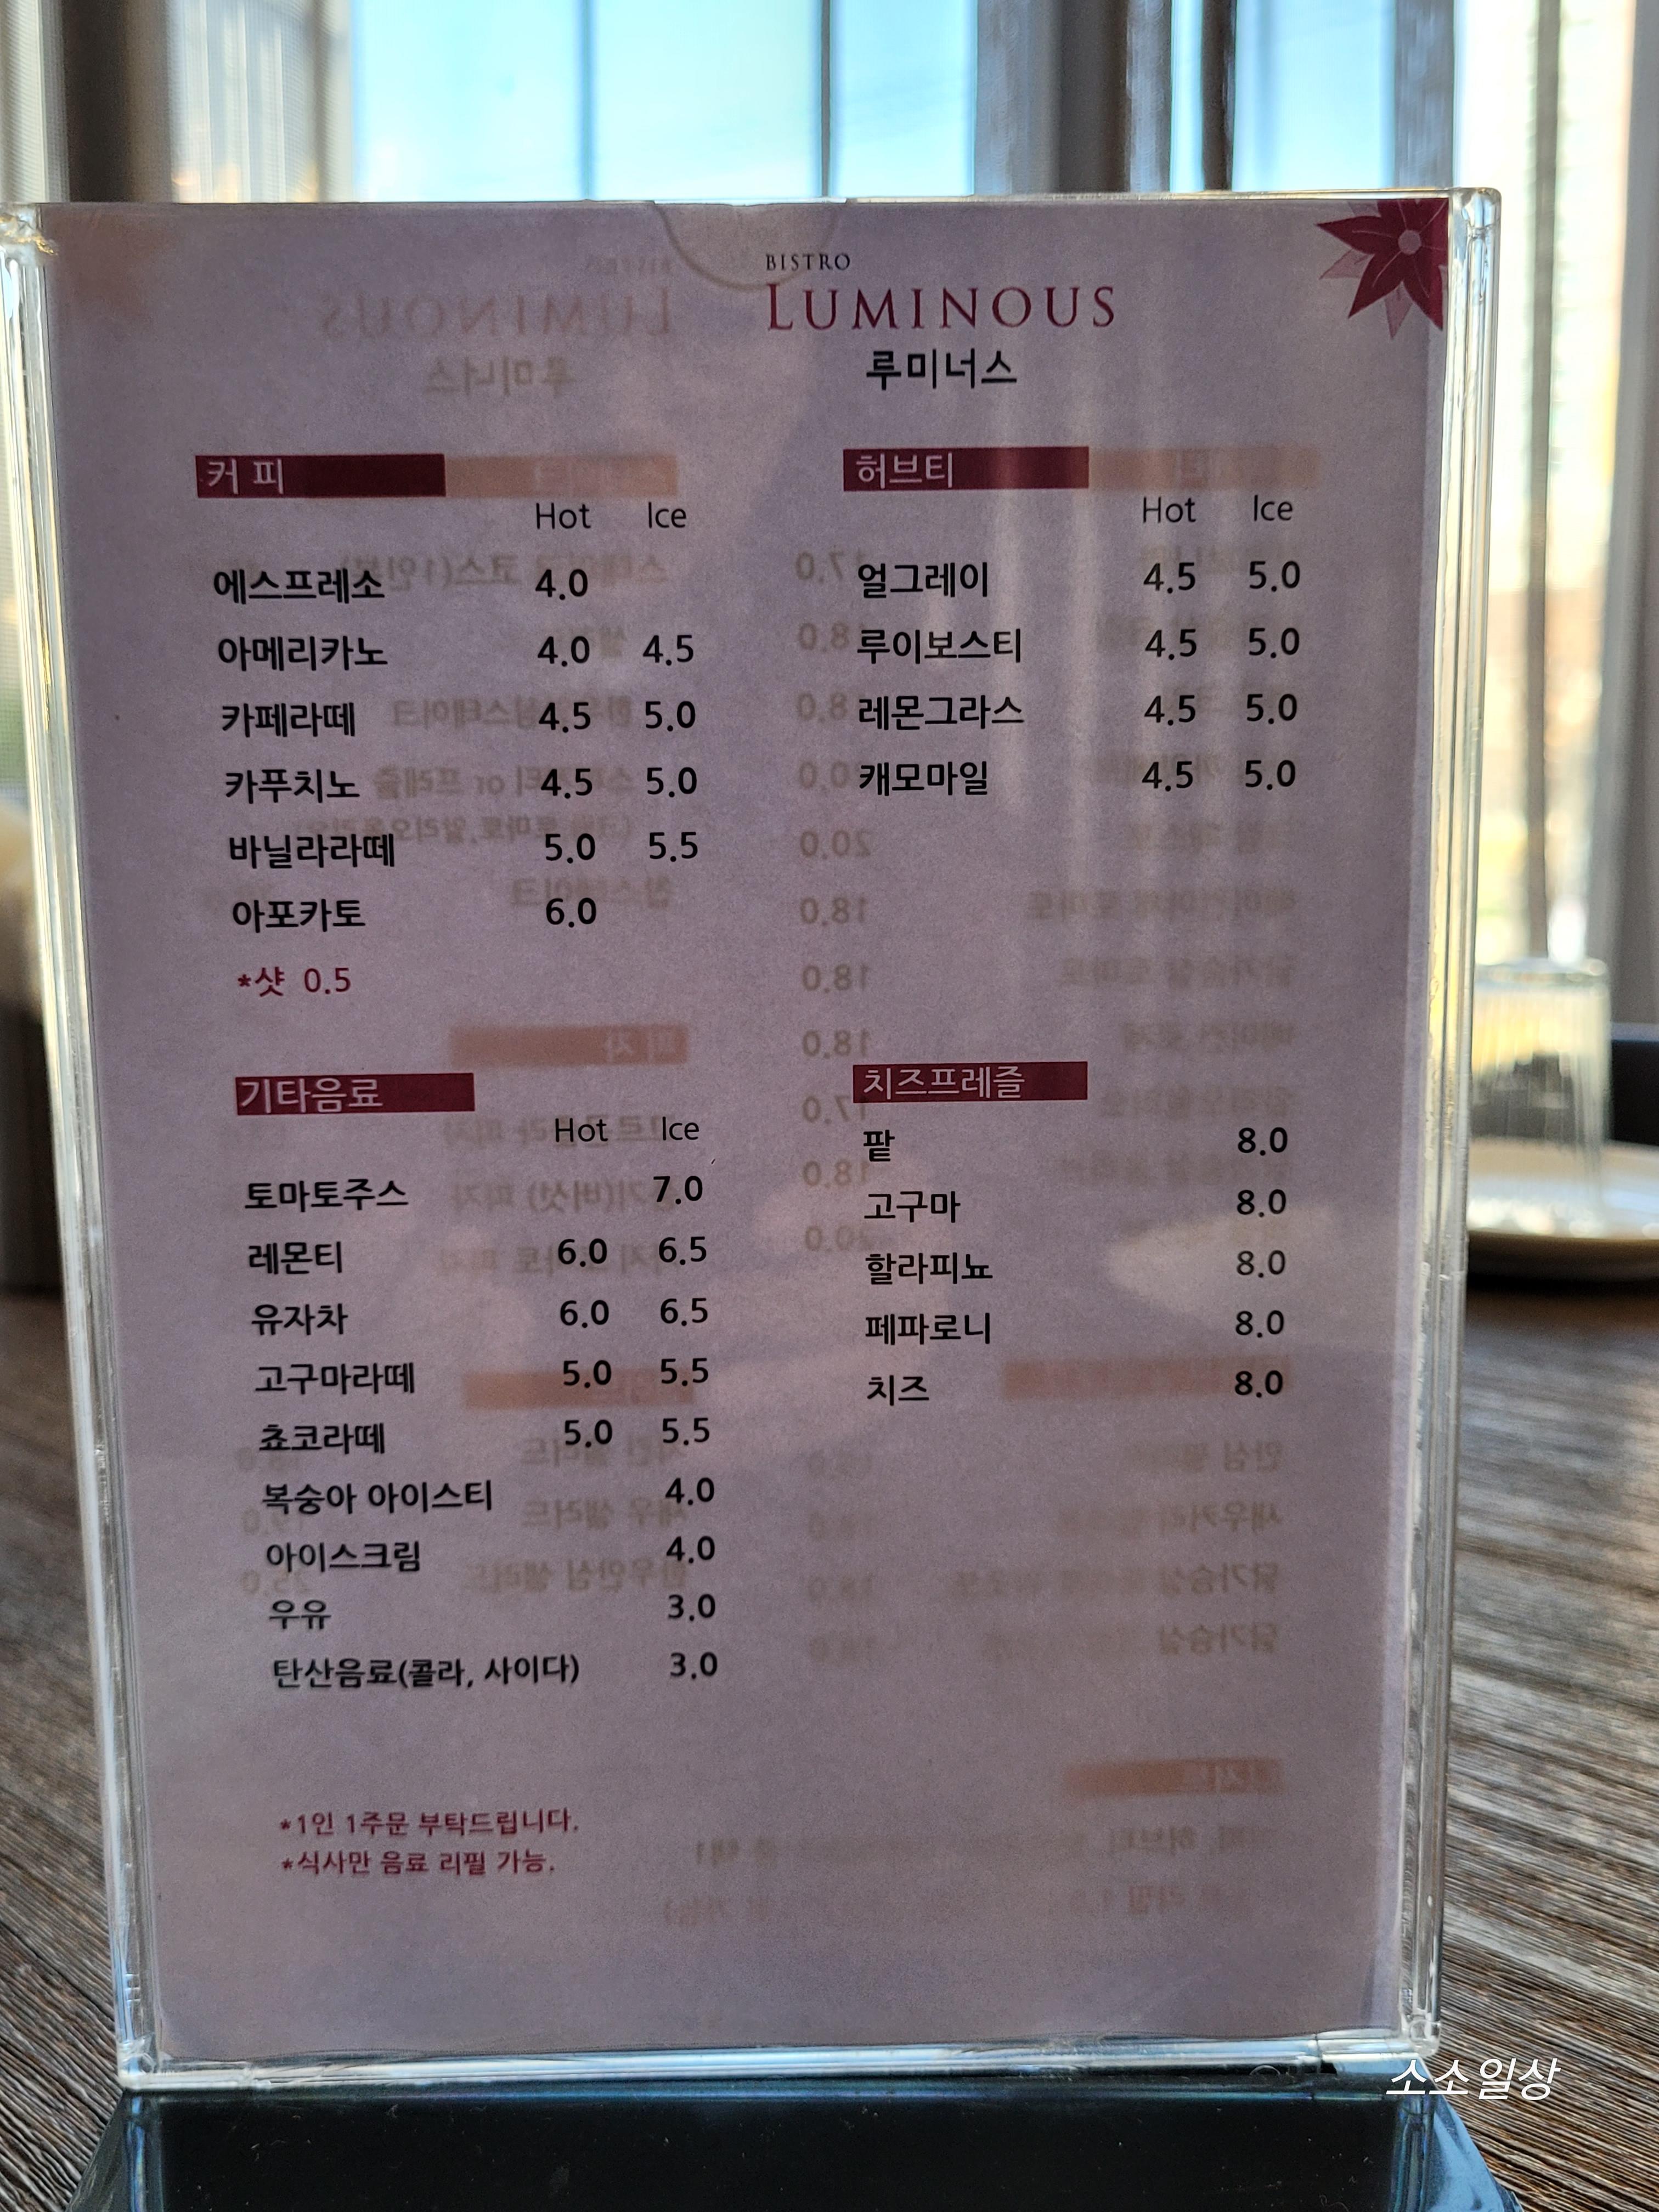 BISTRO
LUMINOUS
루미너스
커 피
Hot Ice
에스프레소 4.0
아메리카노 4.0 4.5
카페라떼 4.5 5.0
카푸치노 4.5 5.0
바닐라라떼 5.0 5.5
아포카토 6.0
*샷 0.5
기타음료
Hot Ice
토마토주스 7.0
레몬티 6.0 6.5
유자차 6.0 6.5
고구마라떼 5.0 5.5
쵸코라떼 5.0 5.5
복숭아 아이스티 4.0
아이스크림 4.0
우유 3.0
탄산음료(콜라, 사이다) 3.0
*1인 1주문 부탁드립니다.
*식사만 음료 리필 가능.
허브티
Hot Ice
얼그레이 4.5 5.0
루이보스티 4.5 5.0
레몬그라스 4.5 5.0
캐모마일 4.5 5.0
치즈프레즐
팥 8.0
고구마 8.0
할라피뇨 8.0
페파로니 8.0
치즈 8.0
소소일상